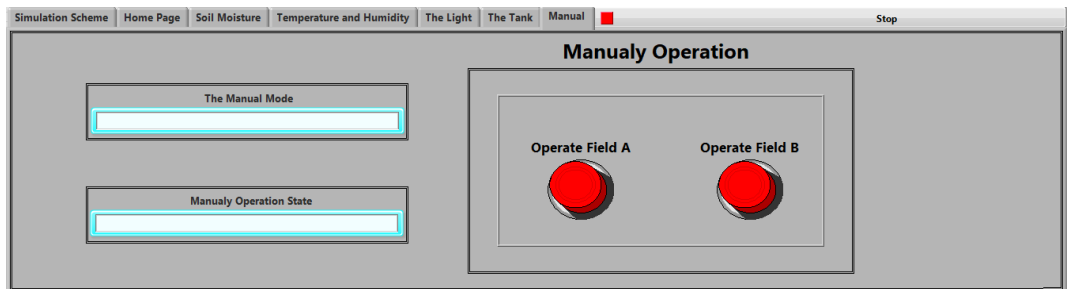 Simulation Scheme Home Page Soil Moisture Temperature and Humidity The Light The Tank Manual Stop
Manualy Operation
The Manual Mode
Operate Field A Operate Field B
Manualy Operation State